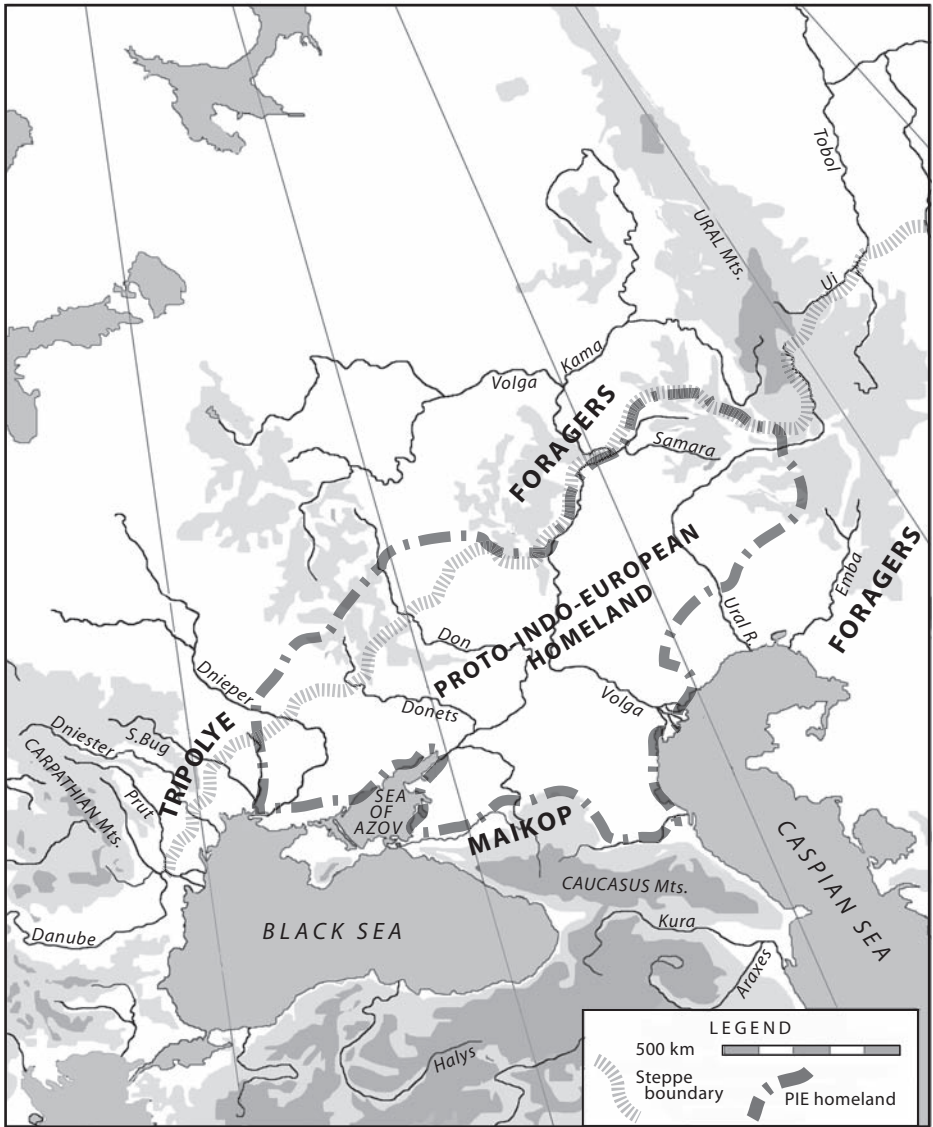 Tobol
URAL Mts.
Ui
Kama
Volga
FORAGERS
Samara
PROTO-INDO-EUROPEAN
HOMELAND
Emba
FORAGERS
Ural R.
Don
Dnieper
Donets
Volga
TRIPOLYE
S.Bug
Dniester
CARPATHIAN Mts.
Prut
SEA
OF
AZOV
MAIKOP
CAUCASUS Mts.
CASPIAN SEA
BLACK SEA
Danube
Kura
Araxes
Halys
LEGEND
500 km
Steppe
boundary
PIE homeland